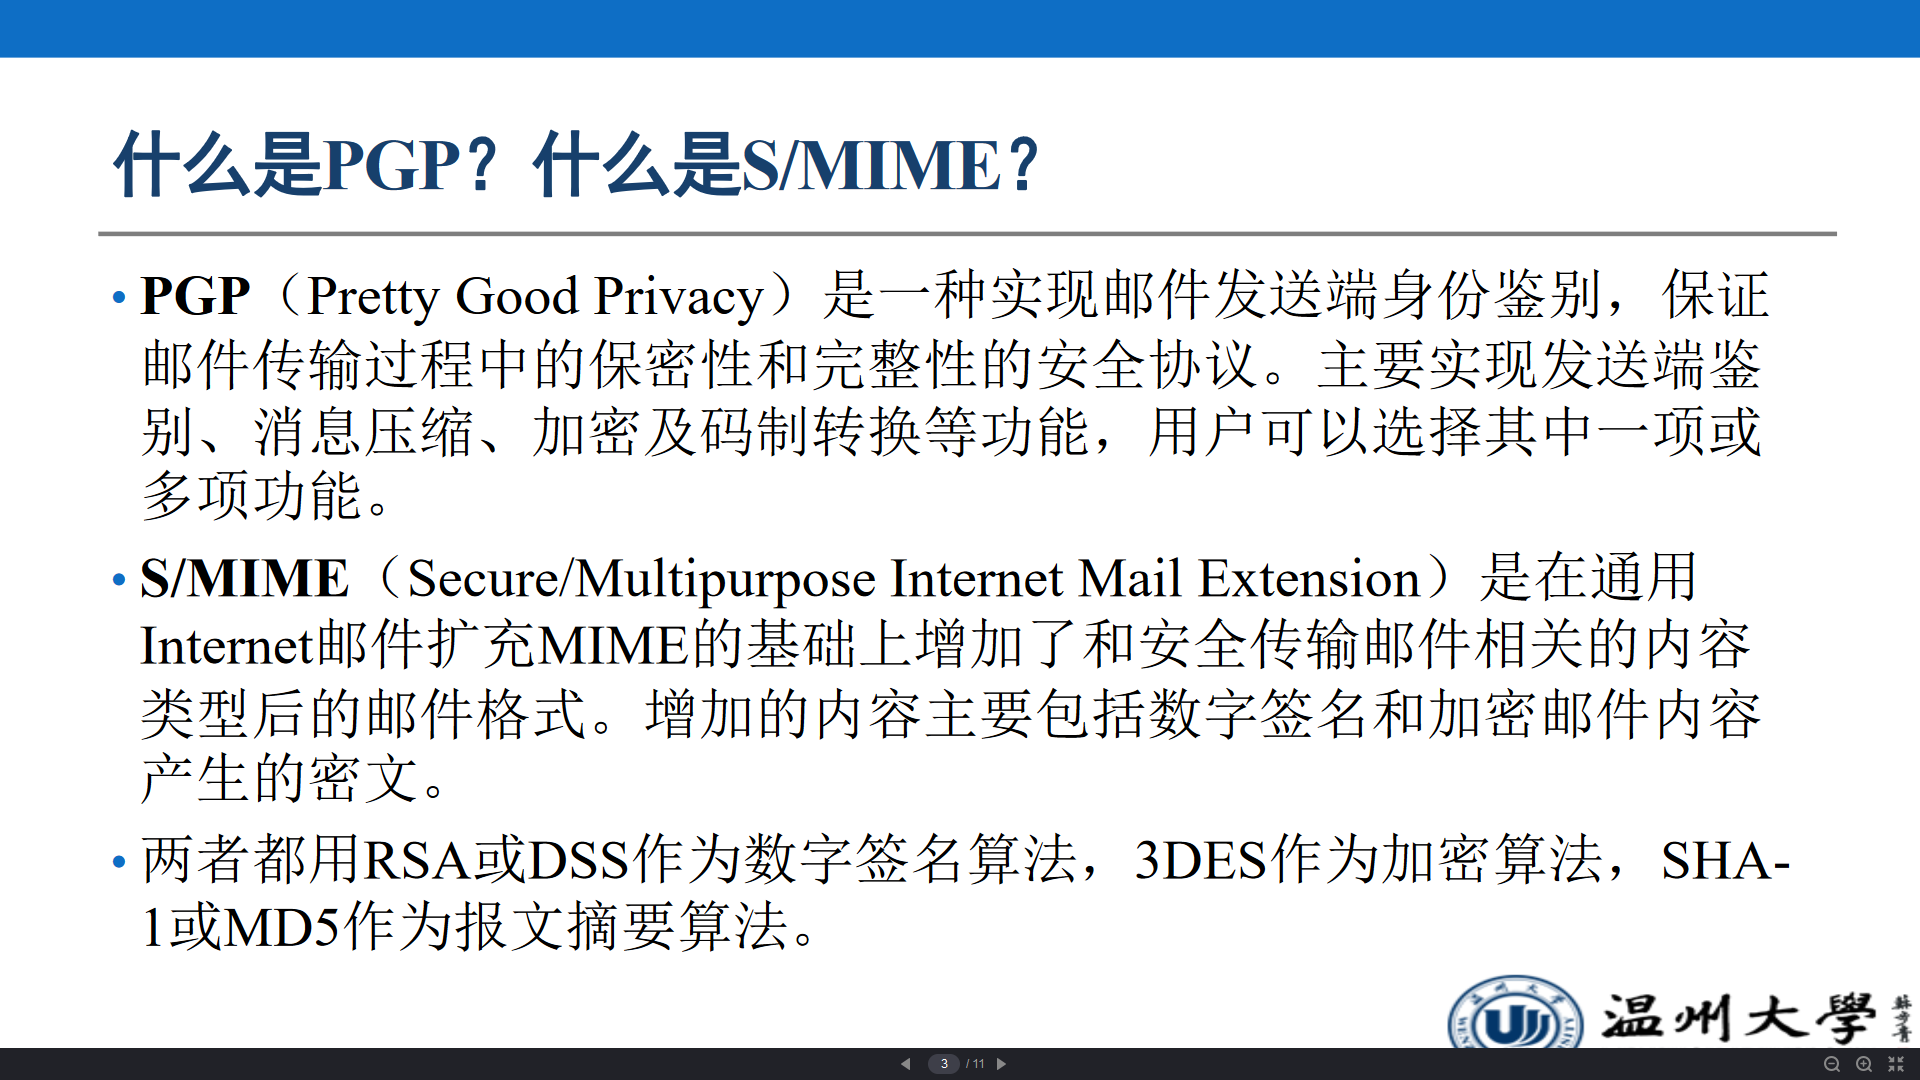 什么是PGP？什么是S/MIME？
• PGP（Pretty Good Privacy）是一种实现邮件发送端身份鉴别，保证
邮件传输过程中的保密性和完整性的安全协议。主要实现发送端鉴
别、消息压缩、加密及码制转换等功能，用户可以选择其中一项或
多项功能。
• S/MIME（Secure/Multipurpose Internet Mail Extension）是在通用
Internet邮件扩充MIME的基础上增加了和安全传输邮件相关的内容
类型后的邮件格式。增加的内容主要包括数字签名和加密邮件内容
产生的密文。
• 两者都用RSA或DSS作为数字签名算法，3DES作为加密算法，SHA-
1或MD5作为报文摘要算法。
温州大學
蘇步青
3 / 11